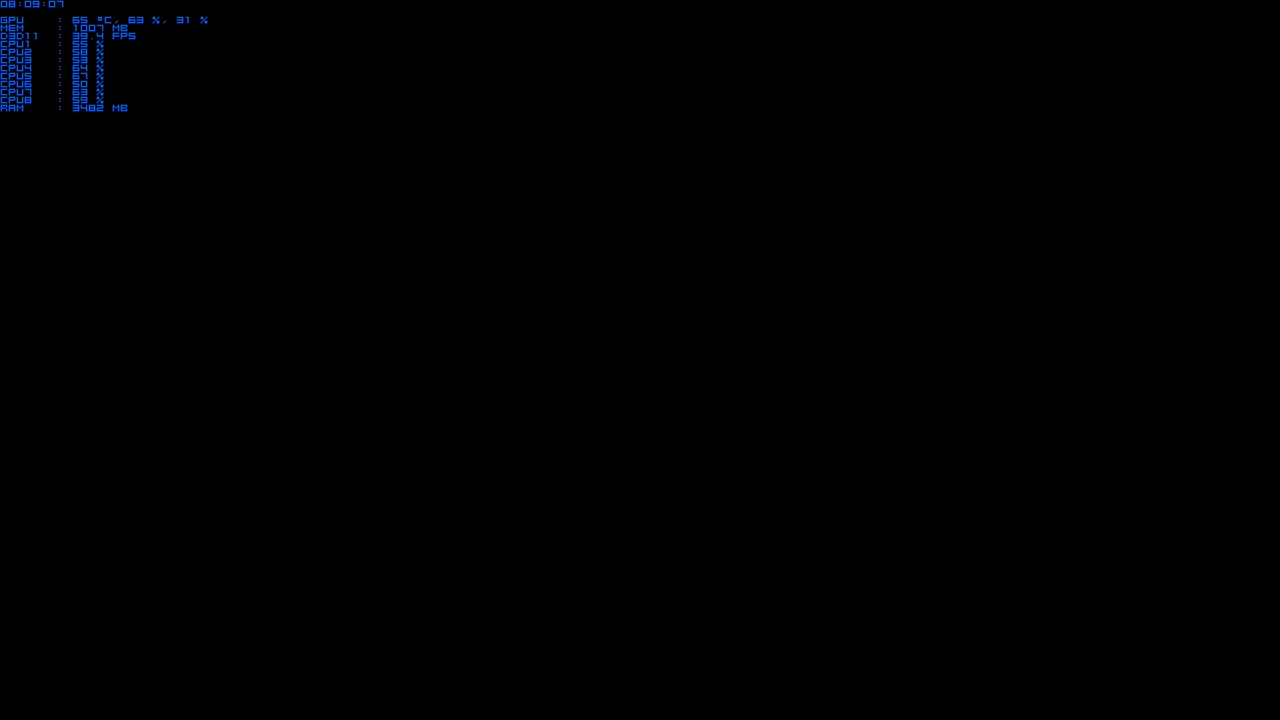 08:09:07
GPU : 65 ºC, 63 %, 31 %
MEM : 1007 MB
D3D11 : 39.4 FPS
CPU1 : 55 %
CPU2 : 58 %
CPU3 : 53 %
CPU4 : 64 %
CPU5 : 67 %
CPU6 : 50 %
CPU7 : 63 %
CPU8 : 59 %
RAM : 3482 MB